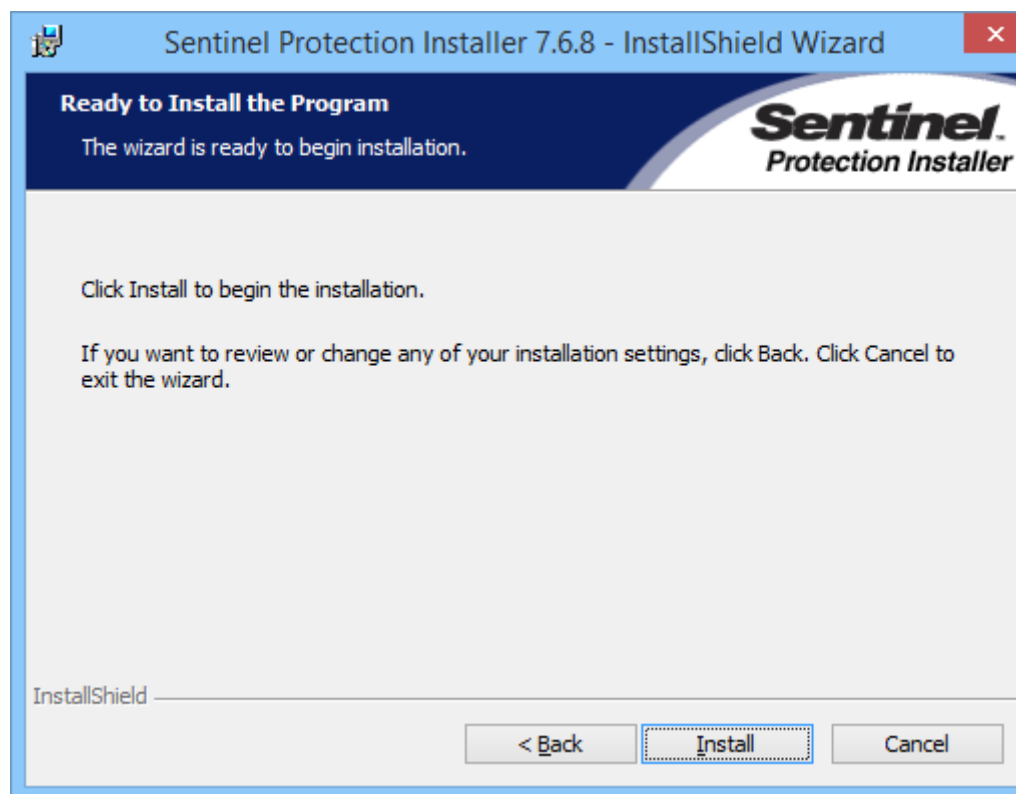 Sentinel Protection Installer 7.6.8 - InstallShield Wizard
Ready to Install the Program
The wizard is ready to begin installation.
Sentinel.
Protection Installer
Click Install to begin the installation.
If you want to review or change any of your installation settings, click Back. Click Cancel to
exit the wizard.
InstallShield
< Back
Install
Cancel